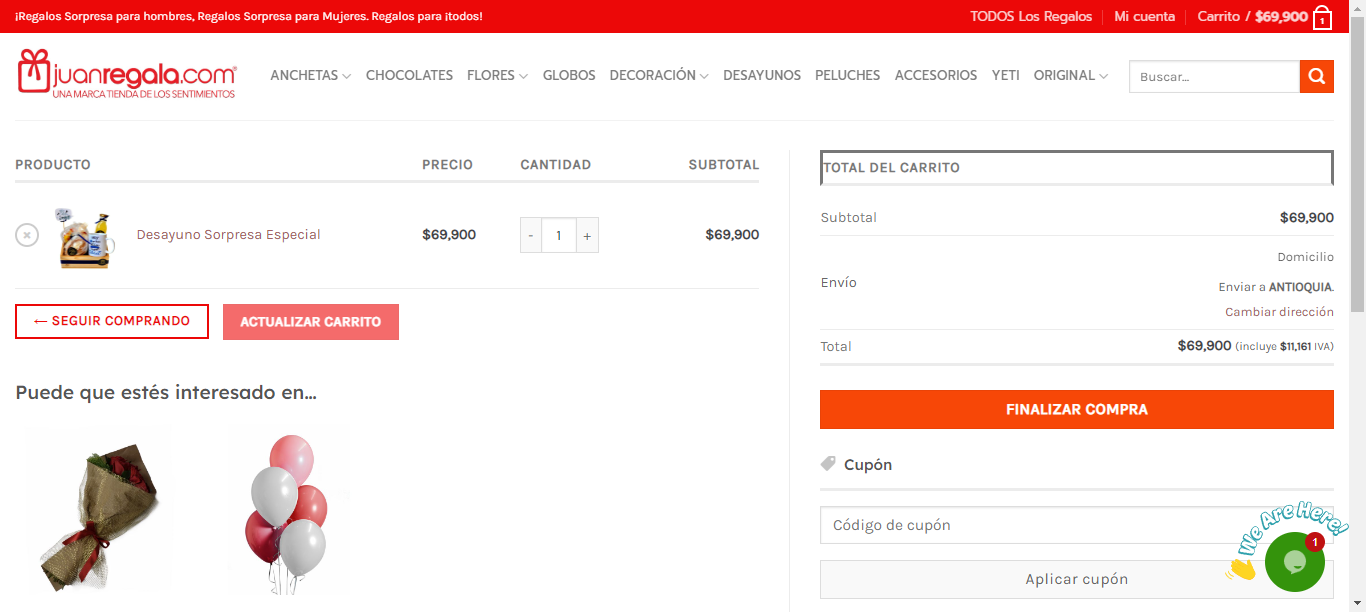 ¡Regalos Sorpresa para hombres, Regalos Sorpresa para Mujeres. Regalos para ¡todos!
TODOS Los Regalos
Mi cuenta
Carrito / $69,900
1
juanregala.com®
UNA MARCA TIENDA DE LOS SENTIMIENTOS
ANCHETAS
CHOCOLATES
FLORES
GLOBOS
DECORACIÓN
DESAYUNOS
PELUCHES
ACCESORIOS
YETI
ORIGINAL
Buscar...
PRODUCTO PRECIO CANTIDAD SUBTOTAL
× Desayuno Sorpresa Especial $69,900 - 1 + $69,900
← SEGUIR COMPRANDO
ACTUALIZAR CARRITO
Puede que estés interesado en...
TOTAL DEL CARRITO
Subtotal $69,900
Envío
Domicilio
Enviar a ANTIOQUIA.
Cambiar dirección
Total $69,900 (incluye $11,161 IVA)
FINALIZAR COMPRA
Cupón
Código de cupón
Aplicar cupón
We Are Here!
1